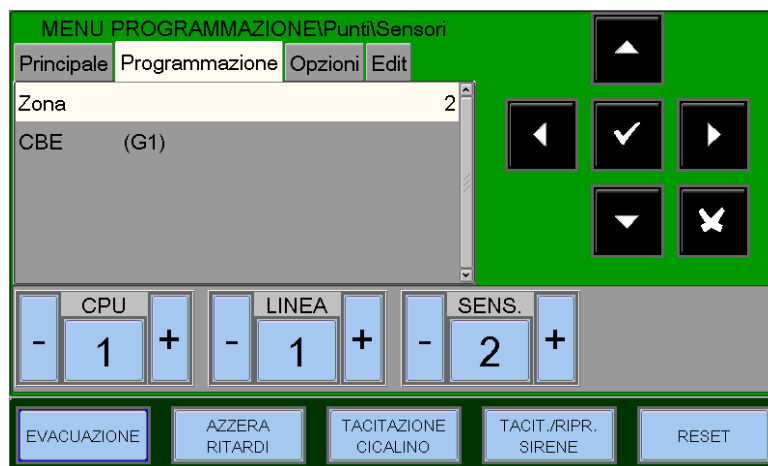 MENU PROGRAMMAZIONE\Punti\Sensori
Principale Programmazione Opzioni Edit
Zona 2
CBE (G1)
CPU LINEA SENS.
- 1 + - 1 + - 2 +
EVACUAZIONE
AZZERA
RITARDI
TACITAZIONE
CICALINO
TACIT./RIPR.
SIRENE
RESET